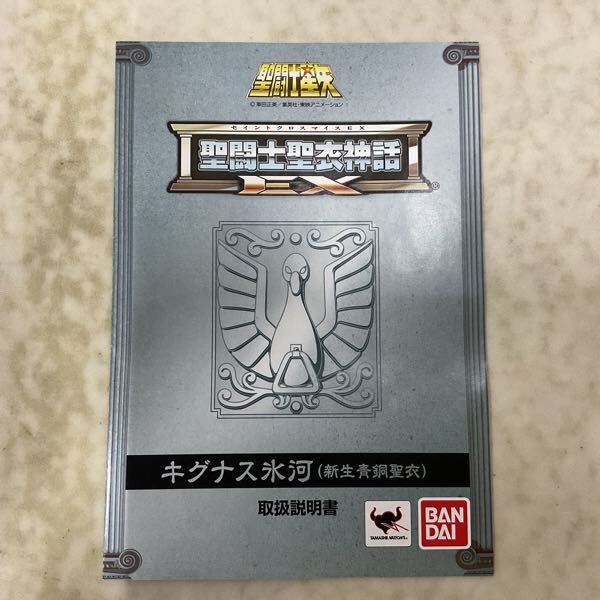 聖闘士星矢
© 車田正美／集英社・東映アニメーション
セイントクロスマイスEX
聖闘士聖衣神話
EX
®
キグナス氷河(新生青銅聖衣)
取扱説明書
TAMASHII NATIONS
BAN
DAI